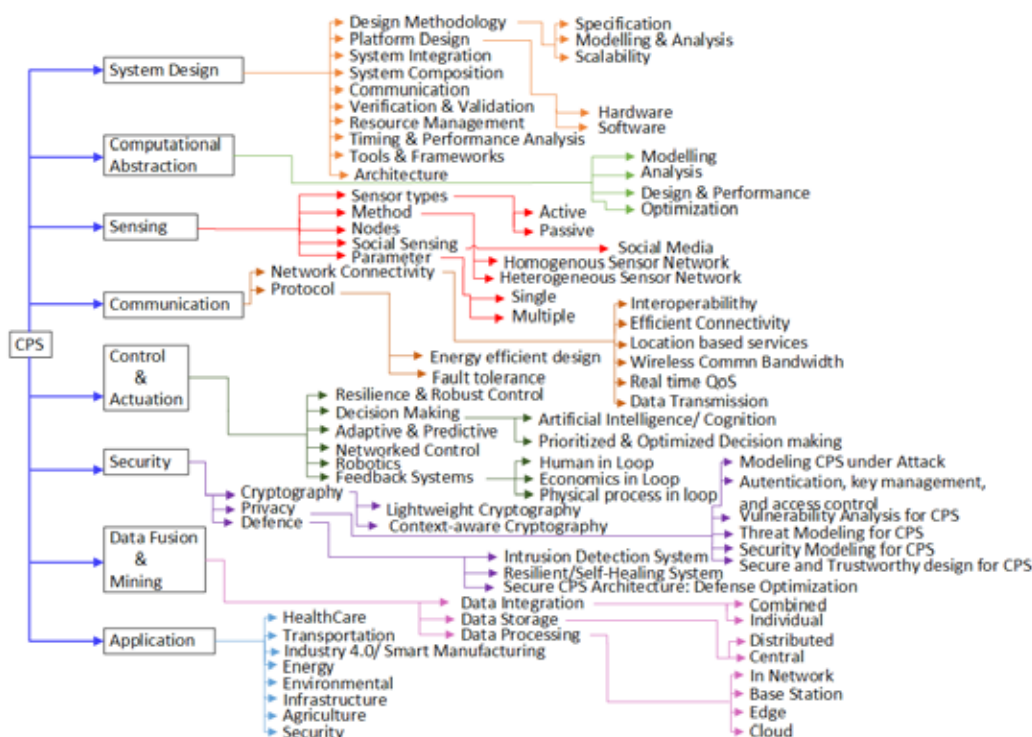 CPS
System Design
Design Methodology
Platform Design
System Integration
System Composition
Communication
Verification & Validation
Resource Management
Timing & Performance Analysis
Tools & Frameworks
Architecture
Specification
Modelling & Analysis
Scalability
Hardware
Software
Computational
Abstraction
Modelling
Analysis
Design & Performance
Optimization
Sensing
Sensor types
Method
Nodes
Social Sensing
Parameter
Active
Passive
Social Media
Homogenous Sensor Network
Heterogeneous Sensor Network
Single
Multiple
Communication
Network Connectivity
Protocol
Interoperabilithy
Efficient Connectivity
Location based services
Wireless Commn Bandwidth
Real time QoS
Data Transmission
Energy efficient design
Fault tolerance
Control
&
Actuation
Resilience & Robust Control
Decision Making
Adaptive & Predictive
Networked Control
Robotics
Feedback Systems
Artificial Intelligence/ Cognition
Prioritized & Optimized Decision making
Human in Loop
Economics in Loop
Physical process in loop
Security
Cryptography
Privacy
Defence
Lightweight Cryptography
Context-aware Cryptography
Modeling CPS under Attack
Autentication, key management,
and access control
Vulnerability Analysis for CPS
Threat Modeling for CPS
Security Modeling for CPS
Secure and Trustworthy design for CPS
Intrusion Detection System
Resilient/Self-Healing System
Secure CPS Architecture: Defense Optimization
Data Fusion
&
Mining
Data Integration
Data Storage
Data Processing
Combined
Individual
Distributed
Central
In Network
Base Station
Edge
Cloud
Application
HealthCare
Transportation
Industry 4.0/ Smart Manufacturing
Energy
Environmental
Infrastructure
Agriculture
Security